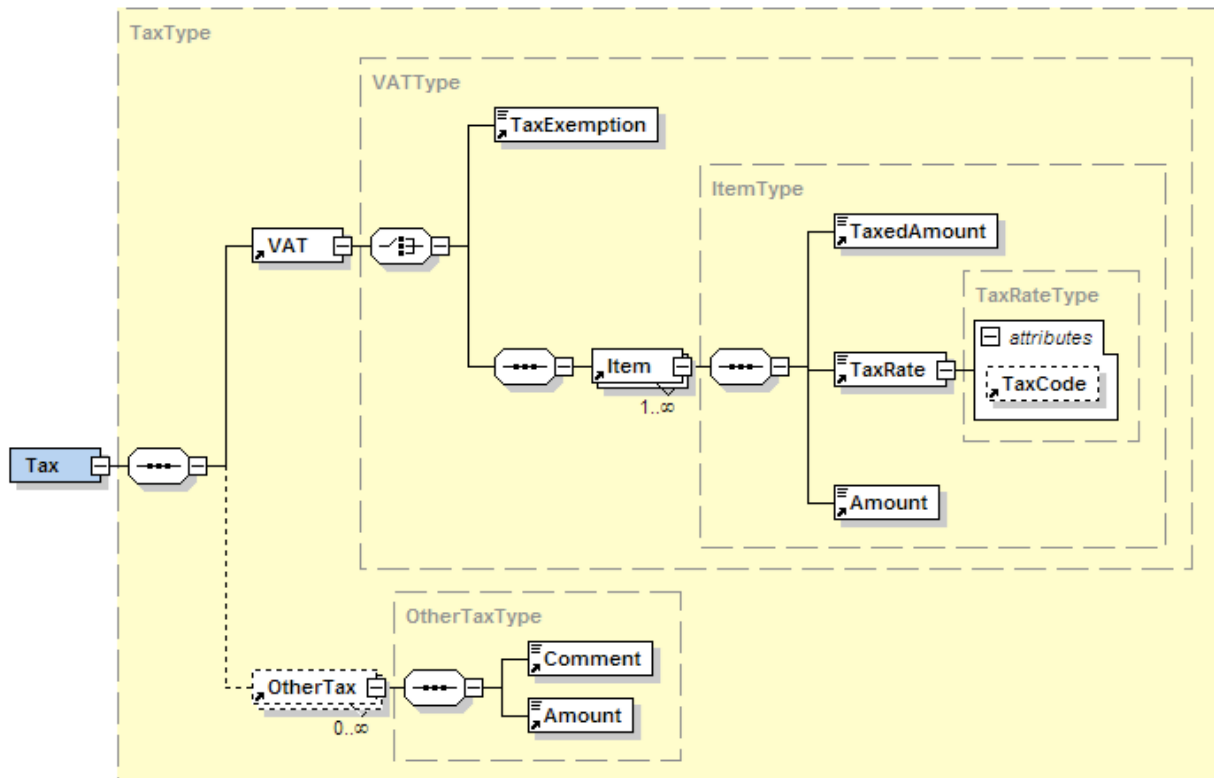 TaxType
VATType
TaxExemption
ItemType
TaxedAmount
VAT
TaxRateType
attributes
Item
TaxRate
TaxCode
1..∞
Tax
Amount
OtherTaxType
Comment
OtherTax
Amount
0..∞